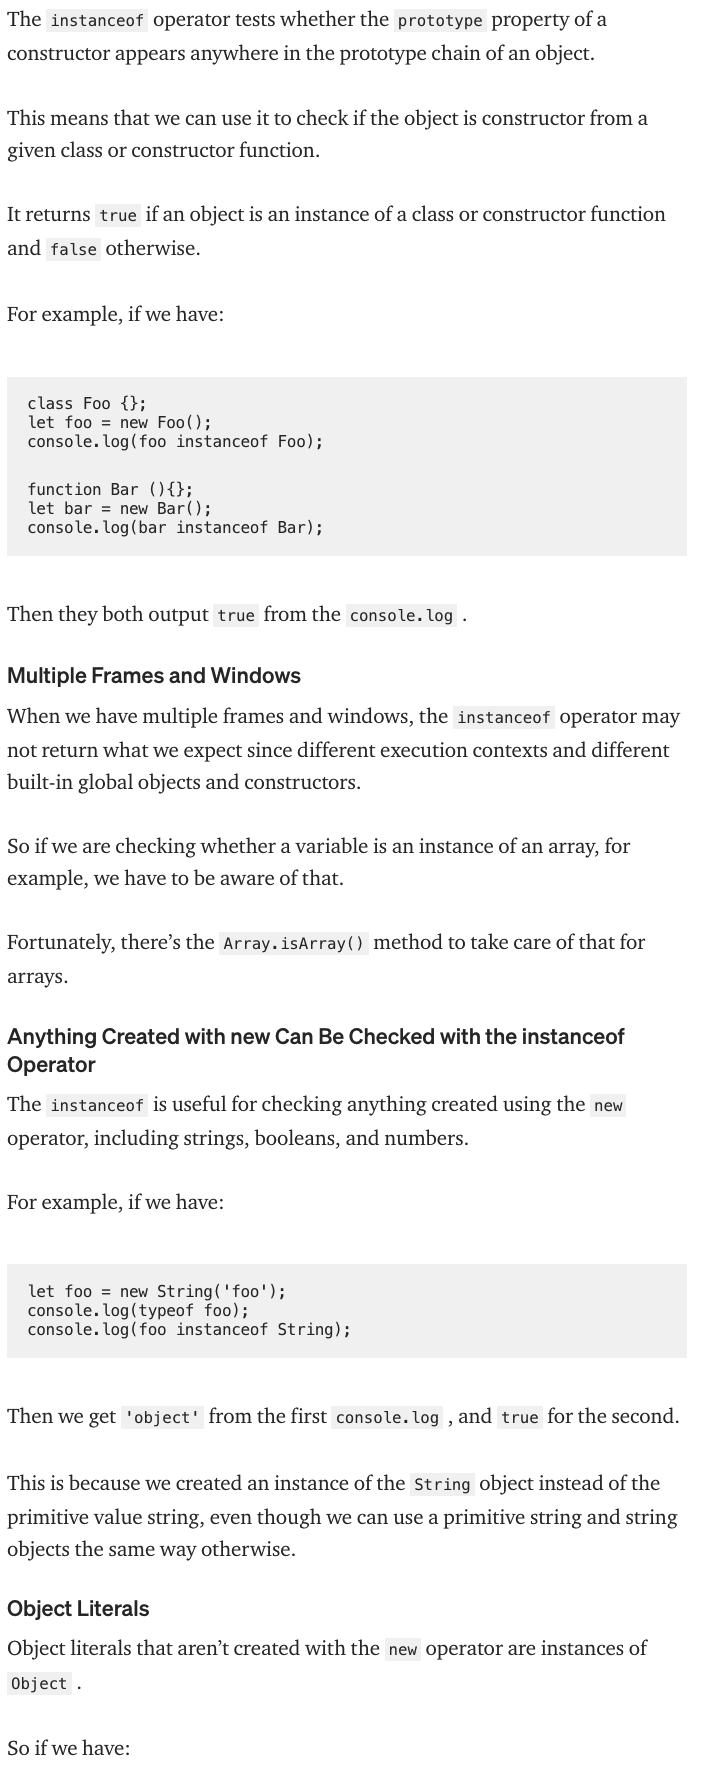 The instanceof operator tests whether the prototype property of a
constructor appears anywhere in the prototype chain of an object.
This means that we can use it to check if the object is constructor from a
given class or constructor function.
It returns true if an object is an instance of a class or constructor function
and false otherwise.
For example, if we have:
class Foo {};
let foo = new Foo();
console.log(foo instanceof Foo);
function Bar (){};
let bar = new Bar();
console.log(bar instanceof Bar);
Then they both output true from the console.log .
Multiple Frames and Windows
When we have multiple frames and windows, the instanceof operator may
not return what we expect since different execution contexts and different
built-in global objects and constructors.
So if we are checking whether a variable is an instance of an array, for
example, we have to be aware of that.
Fortunately, there’s the Array.isArray() method to take care of that for
arrays.
Anything Created with new Can Be Checked with the instanceof
Operator
The instanceof is useful for checking anything created using the new
operator, including strings, booleans, and numbers.
For example, if we have:
let foo = new String('foo');
console.log(typeof foo);
console.log(foo instanceof String);
Then we get 'object' from the first console.log , and true for the second.
This is because we created an instance of the String object instead of the
primitive value string, even though we can use a primitive string and string
objects the same way otherwise.
Object Literals
Object literals that aren’t created with the new operator are instances of
Object .
So if we have: